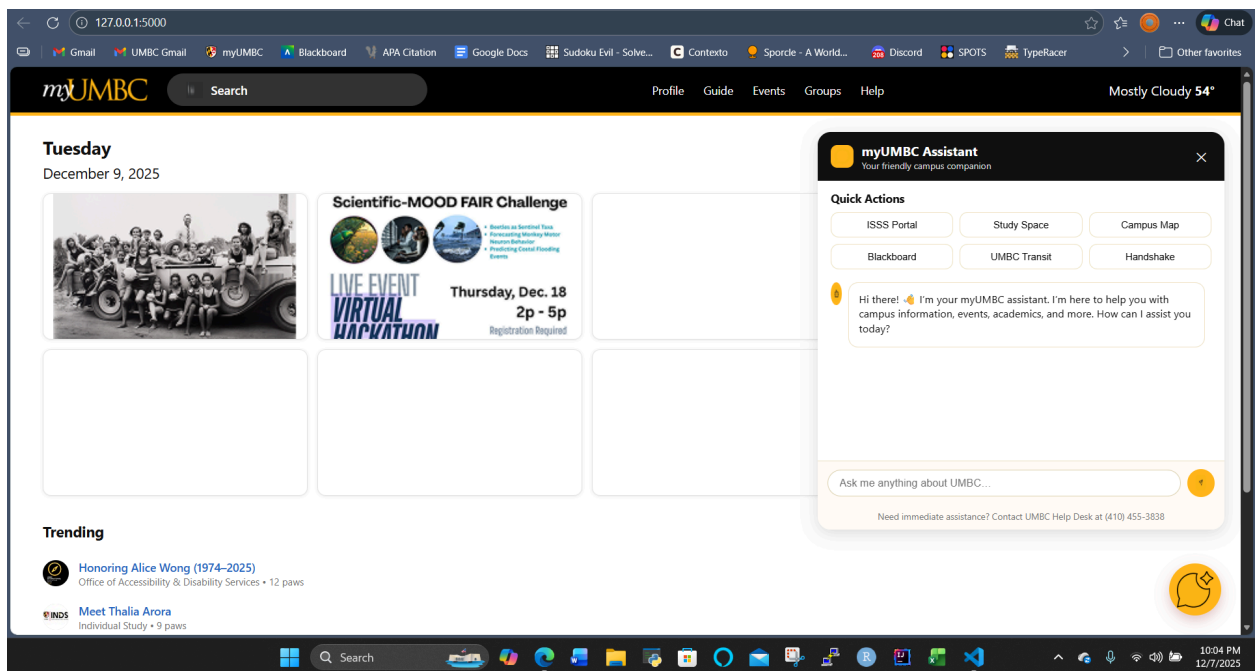 127.0.0.1:5000
Chat
Gmail
UMBC Gmail
myUMBC
Blackboard
APA Citation
Google Docs
Sudoku Evil - Solve...
Contexto
Sporcle - A World...
Discord
SPOTS
TypeRacer
Other favorites
myUMBC
Search
Profile
Guide
Events
Groups
Help
Mostly Cloudy 54°
Tuesday
December 9, 2025
Scientific-MOOD FAIR Challenge
• Beetles as Sentinel Taxa
• Forecasting Monkey Motor
Neuron Behavior
• Predicting Costal Flooding
Events
LIVE EVENT
VIRTUAL
HACKATHON
Thursday, Dec. 18
2p - 5p
Registration Required
myUMBC Assistant
Your friendly campus companion
Quick Actions
ISSS Portal
Study Space
Campus Map
Blackboard
UMBC Transit
Handshake
Hi there! 👋 I'm your myUMBC assistant. I'm here to help you with
campus information, events, academics, and more. How can I assist you
today?
Ask me anything about UMBC...
Need immediate assistance? Contact UMBC Help Desk at (410) 455-3838
Trending
Honoring Alice Wong (1974–2025)
Office of Accessibility & Disability Services • 12 paws
INDS
Meet Thalia Arora
Individual Study • 9 paws
Search
10:04 PM
12/7/2025